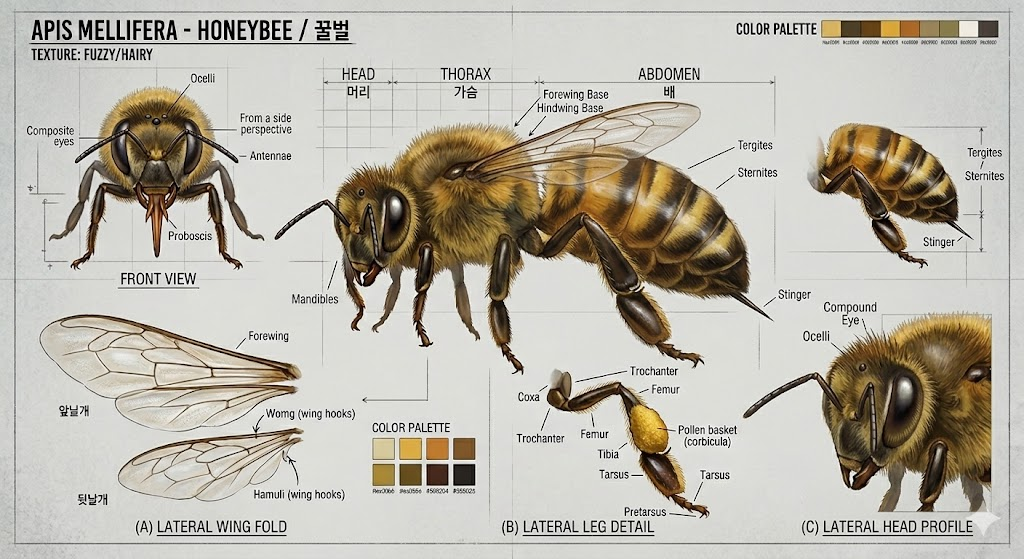 APIS MELLIFERA - HONEYBEE / 꿀벌
TEXTURE: FUZZY/HAIRY
COLOR PALETTE
HEAD
머리
THORAX
가슴
ABDOMEN
배
Ocelli
Composite
eyes
From a side
perspective
Antennae
Proboscis
FRONT VIEW
Forewing Base
Hindwing Base
Tergites
Sternites
Mandibles
Stinger
Tergites
Sternites
Stinger
Forewing
앞날개
Womg (wing hooks)
뒷날개
Hamuli (wing hooks)
(A) LATERAL WING FOLD
COLOR PALETTE
#598204
#355025
Coxa
Trochanter
Femur
Trochanter
Femur
Pollen basket
(corbicula)
Tibia
Tarsus
Tarsus
Pretarsus
(B) LATERAL LEG DETAIL
Compound
Eye
Ocelli
(C) LATERAL HEAD PROFILE